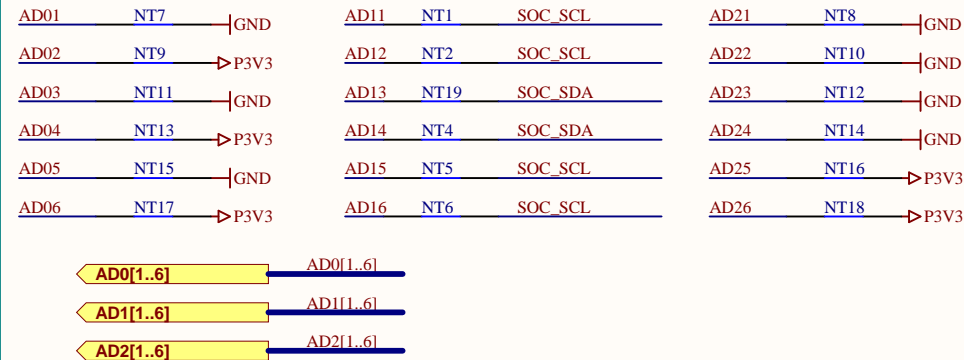 AD01 NT7 GND AD11 NT1 SOC_SCL AD21 NT8 GND
AD02 NT9 P3V3 AD12 NT2 SOC_SCL AD22 NT10 GND
AD03 NT11 GND AD13 NT19 SOC_SDA AD23 NT12 GND
AD04 NT13 P3V3 AD14 NT4 SOC_SDA AD24 NT14 GND
AD05 NT15 GND AD15 NT5 SOC_SCL AD25 NT16 P3V3
AD06 NT17 P3V3 AD16 NT6 SOC_SCL AD26 NT18 P3V3
AD0[1..6] AD0[1..6]
AD1[1..6] AD1[1..6]
AD2[1..6] AD2[1..6]